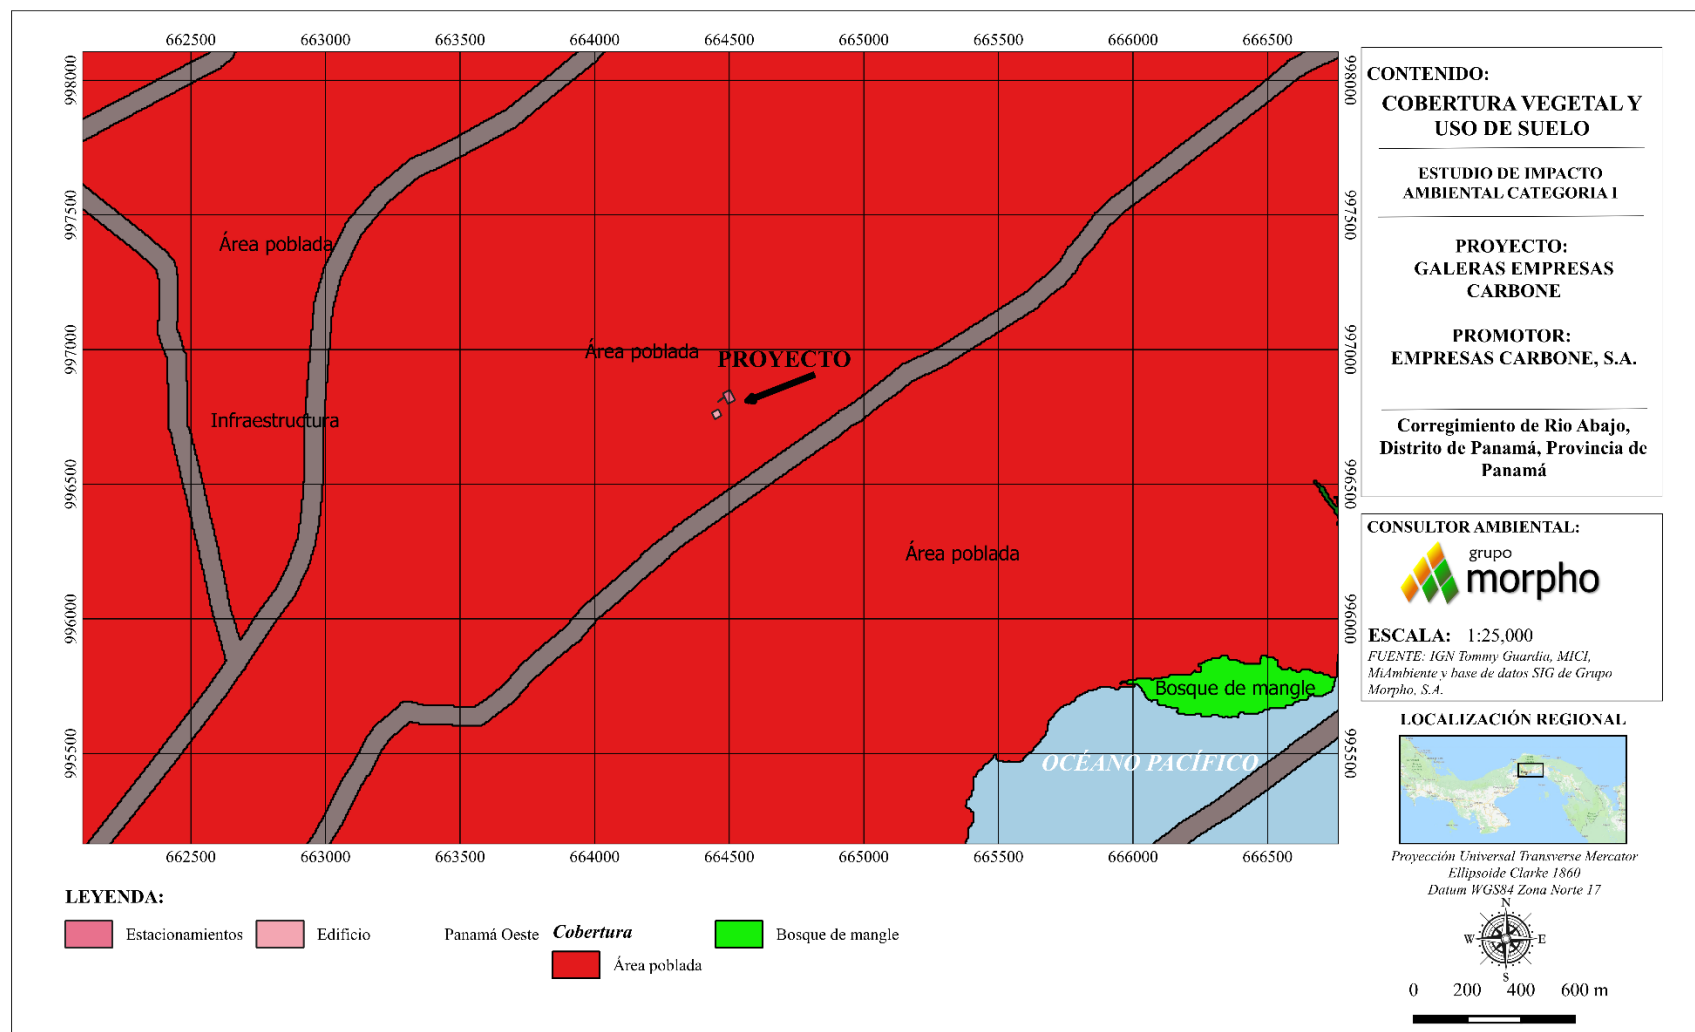 662500 663000 663500 664000 664500 665000 665500 666000 666500
998000
997500
997000
996500
996000
995500
998000
997500
997000
996500
996000
995500
Área poblada
Área poblada
PROYECTO
Infraestructura
Área poblada
Bosque de mangle
OCÉANO PACÍFICO
662500 663000 663500 664000 664500 665000 665500 666000 666500
LEYENDA:
Estacionamientos
Edificio
Panamá Oeste
Cobertura
Área poblada
Bosque de mangle
CONTENIDO:
COBERTURA VEGETAL Y
USO DE SUELO
ESTUDIO DE IMPACTO
AMBIENTAL CATEGORIA I
PROYECTO:
GALERAS EMPRESAS
CARBONE
PROMOTOR:
EMPRESAS CARBONE, S.A.
Corregimiento de Rio Abajo,
Distrito de Panamá, Provincia de
Panamá
CONSULTOR AMBIENTAL:
grupo
morpho
ESCALA: 1:25,000
FUENTE: IGN Tommy Guardia, MICI,
MiAmbiente y base de datos SIG de Grupo
Morpho, S.A.
LOCALIZACIÓN REGIONAL
Proyección Universal Transverse Mercator
Ellipsoide Clarke 1860
Datum WGS84 Zona Norte 17
N
W E
S
0 200 400 600 m